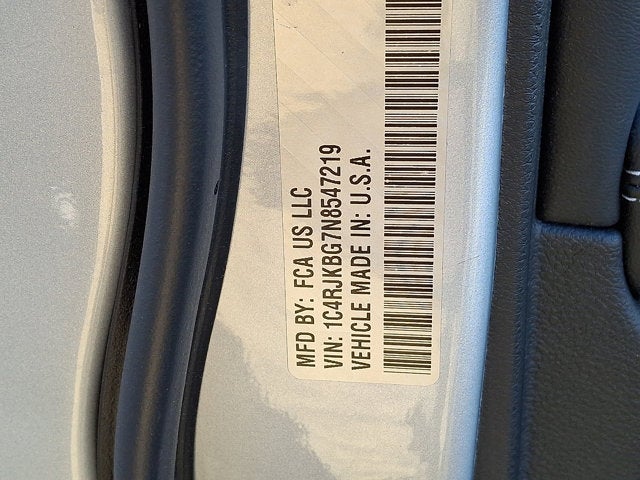 MFD BY: FCA US LLC
VIN: 1C4RJKBG7N8547219
VEHICLE MADE IN: U.S.A.